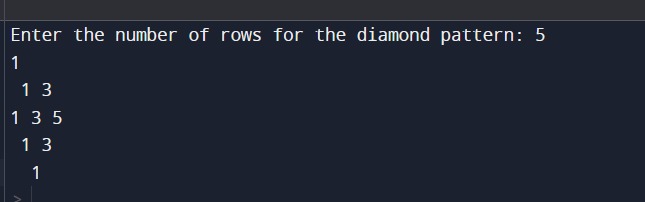 Enter the number of rows for the diamond pattern: 5
1
 1 3
1 3 5
 1 3
  1
>